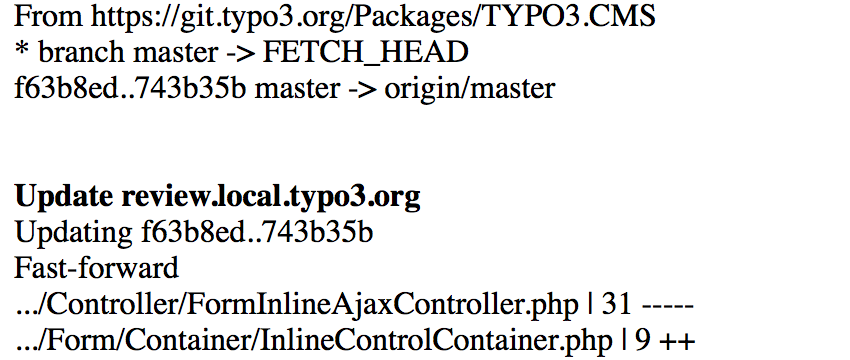 From https://git.typo3.org/Packages/TYPO3.CMS
* branch master -> FETCH_HEAD
f63b8ed..743b35b master -> origin/master
Update review.local.typo3.org
Updating f63b8ed..743b35b
Fast-forward
.../Controller/FormInlineAjaxController.php | 31 -----
.../Form/Container/InlineControlContainer.php | 9 ++